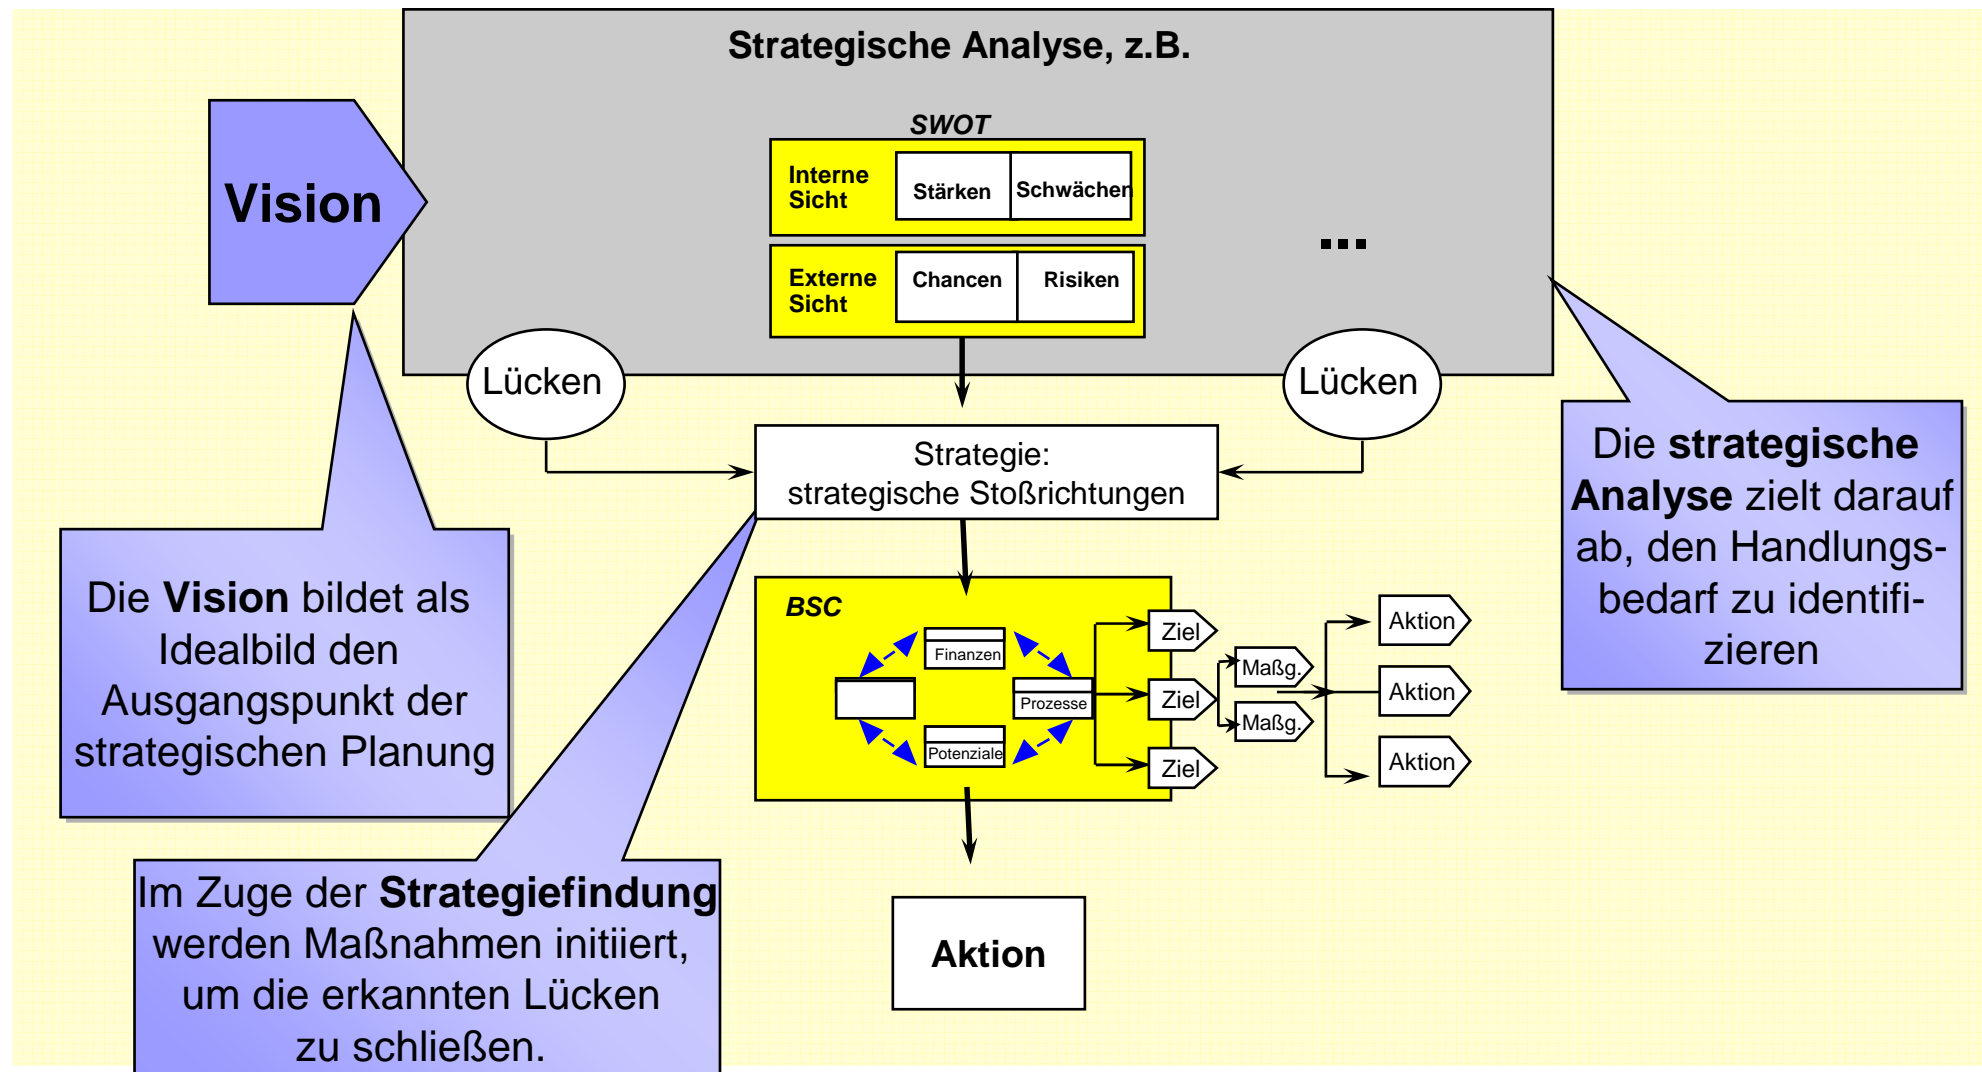 Strategische Analyse, z.B.
Vision
SWOT
Interne
Sicht
Stärken
Schwächen
Externe
Sicht
Chancen
Risiken
...
Lücken
Lücken
Strategie:
strategische Stoßrichtungen
Die strategische
Analyse zielt darauf
ab, den Handlungs-
bedarf zu identifi-
zieren
Die Vision bildet als
Idealbild den
Ausgangspunkt der
strategischen Planung
BSC
Finanzen
Prozesse
Potenziale
Ziel
Ziel
Ziel
Maßg.
Maßg.
Aktion
Aktion
Aktion
Im Zuge der Strategiefindung
werden Maßnahmen initiiert,
um die erkannten Lücken
zu schließen.
Aktion